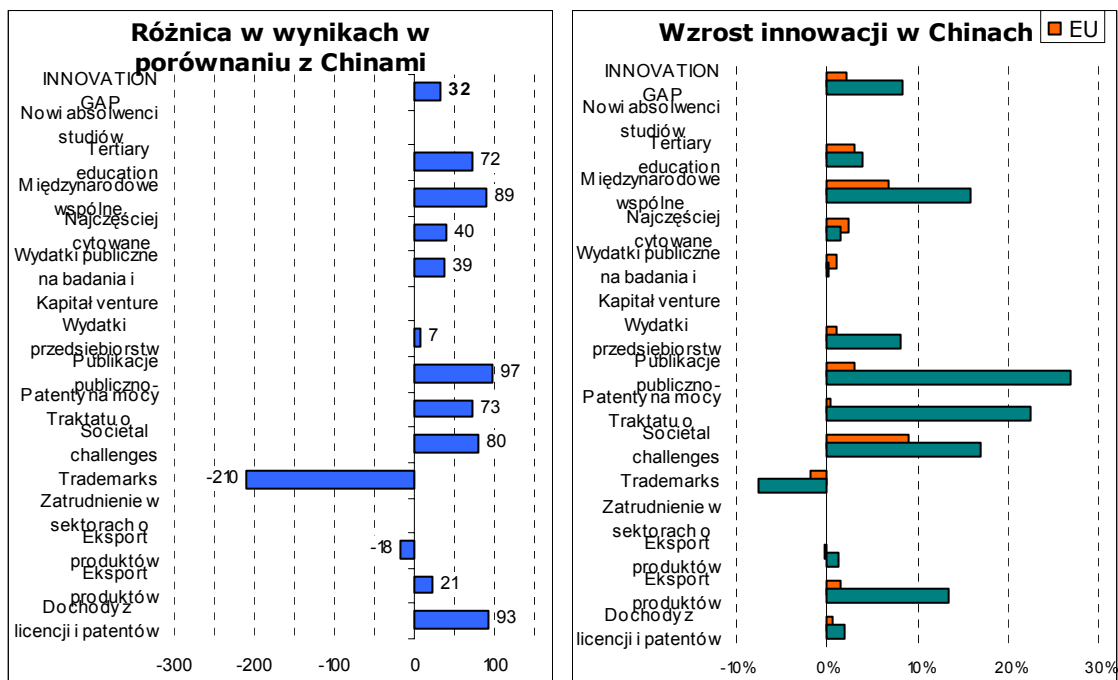 Różnica w wynikach w
porównaniu z Chinami
INNOVATION
GAP
32
Nowi absolwenci
studiów
Tertiary
education
72
Międzynarodowe
wspólne
89
Najczęściej
cytowane
40
Wydatki publiczne
na badania i
39
Kapitał venture
Wydatki
przedsiebiorstw
7
Publikacje
publiczno-
97
Patenty na mocy
Traktatu o
73
Societal
challenges
80
Trademarks
-210
Zatrudnienie w
sektorach o
Eksport
produktów
-18
Eksport
produktów
21
Dochody z
licencji i patentów
93
-300 -200 -100 0 100
Wzrost innowacji w Chinach
EU
INNOVATION
GAP
Nowi absolwenci
studiów
Tertiary
education
Międzynarodowe
wspólne
Najczęściej
cytowane
Wydatki publiczne
na badania i
Kapitał venture
Wydatki
przedsiebiorstw
Publikacje
publiczno-
Patenty na mocy
Traktatu o
Societal
challenges
Trademarks
Zatrudnienie w
sektorach o
Eksport
produktów
Eksport
produktów
Dochody z
licencji i patentów
-10% 0% 10% 20% 30%